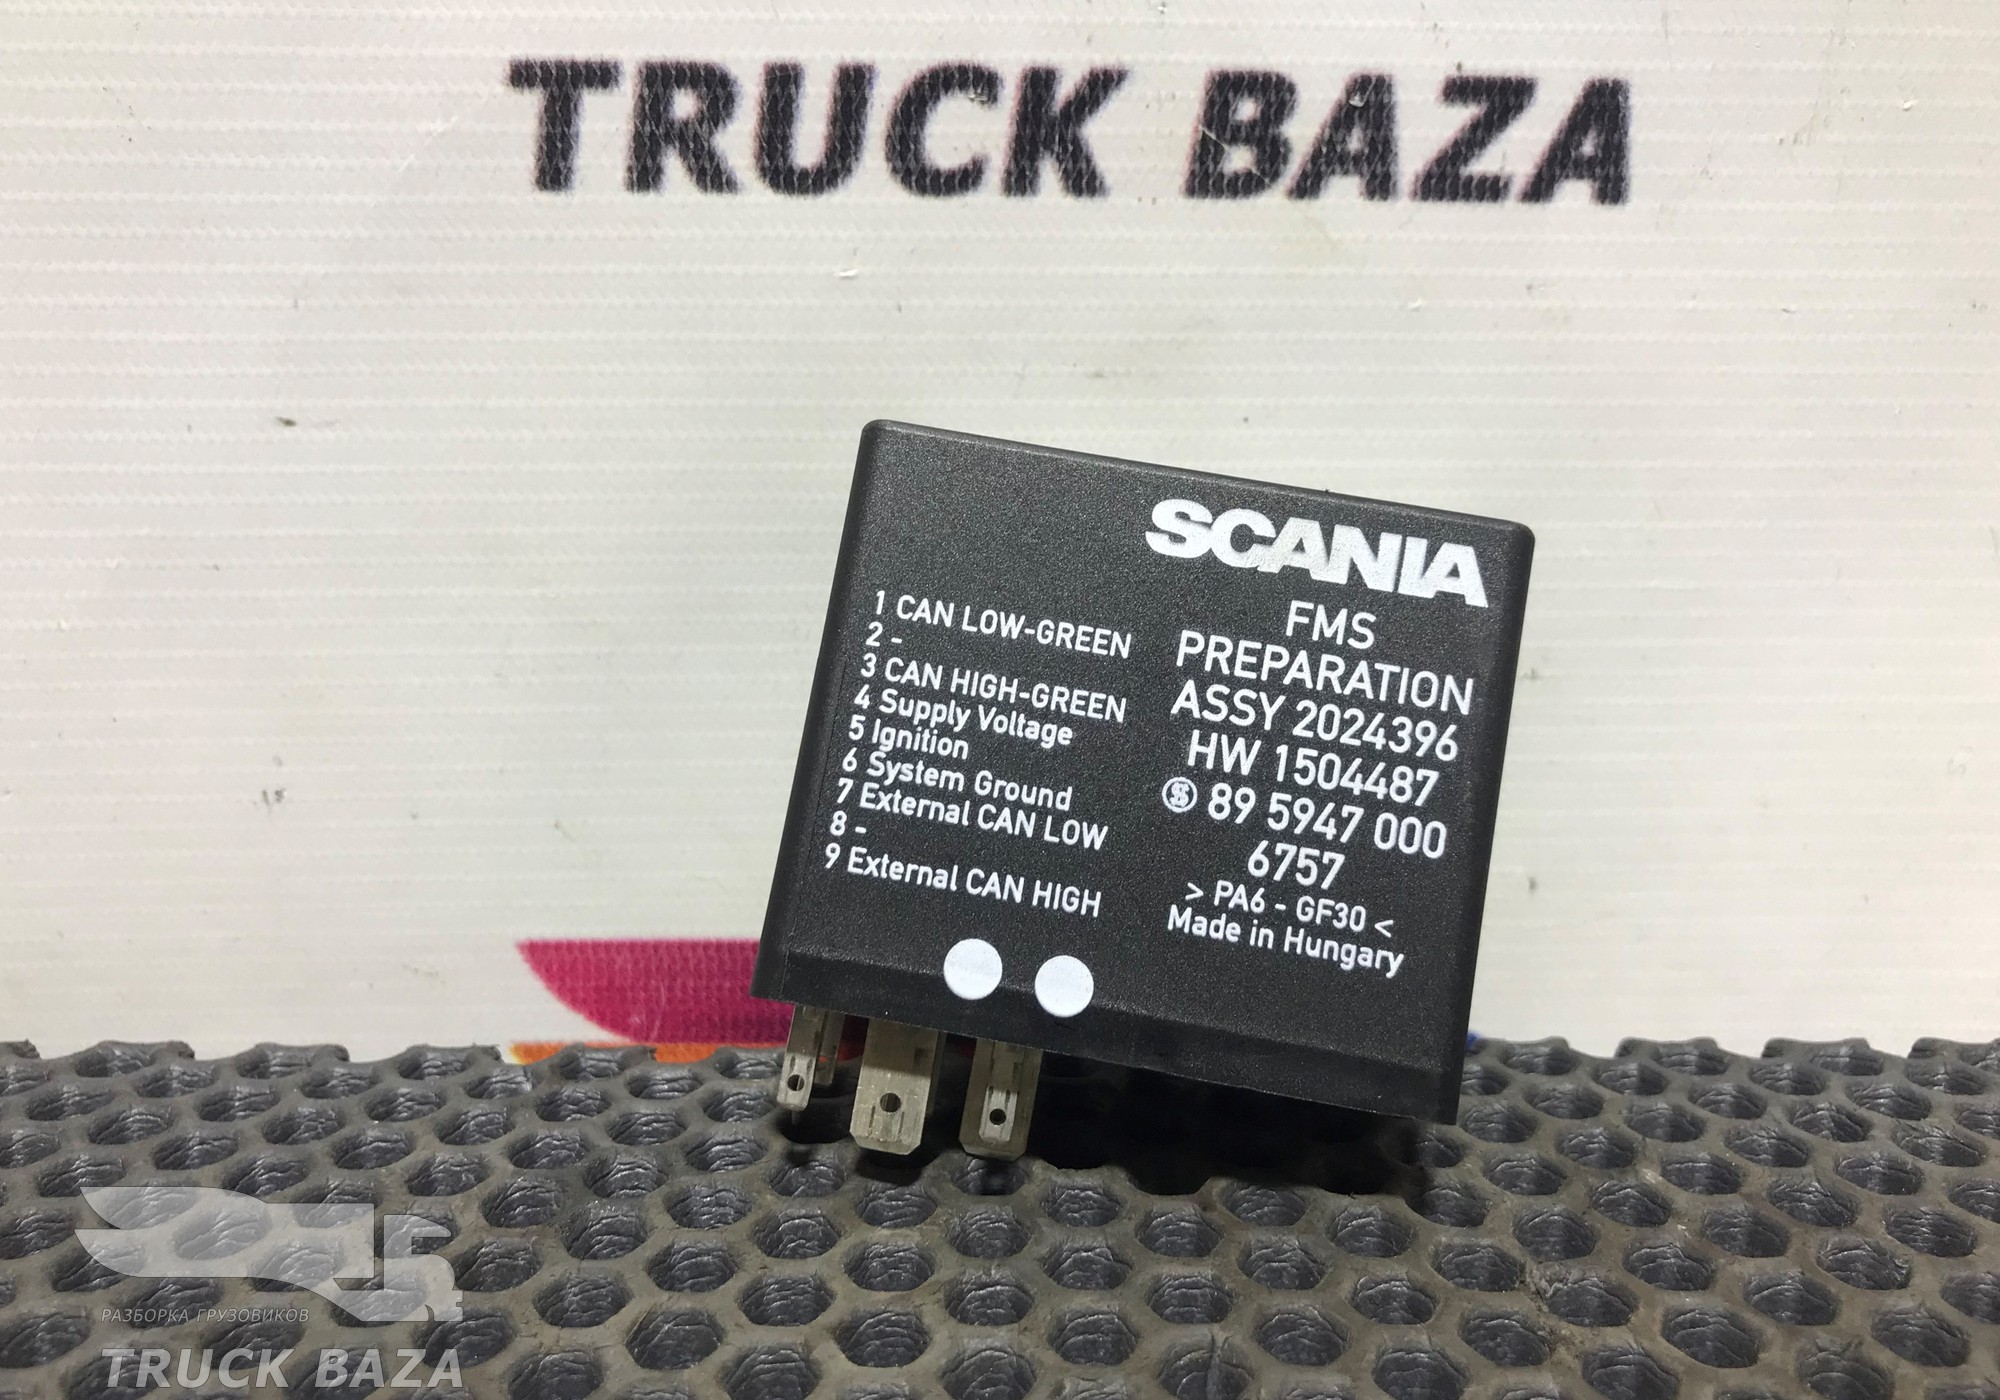 TRUCK BAZA
SCANIA
FMS
PREPARATION
ASSY 2024396
HW 1504487
89 5947 000
6757
> PA6 - GF30 <
Made in Hungary
1 CAN LOW-GREEN
2 -
3 CAN HIGH-GREEN
4 Supply Voltage
5 Ignition
6 System Ground
7 External CAN LOW
8 -
9 External CAN HIGH
РАЗБОРКА ГРУЗОВИКОВ
TRUCK BAZA